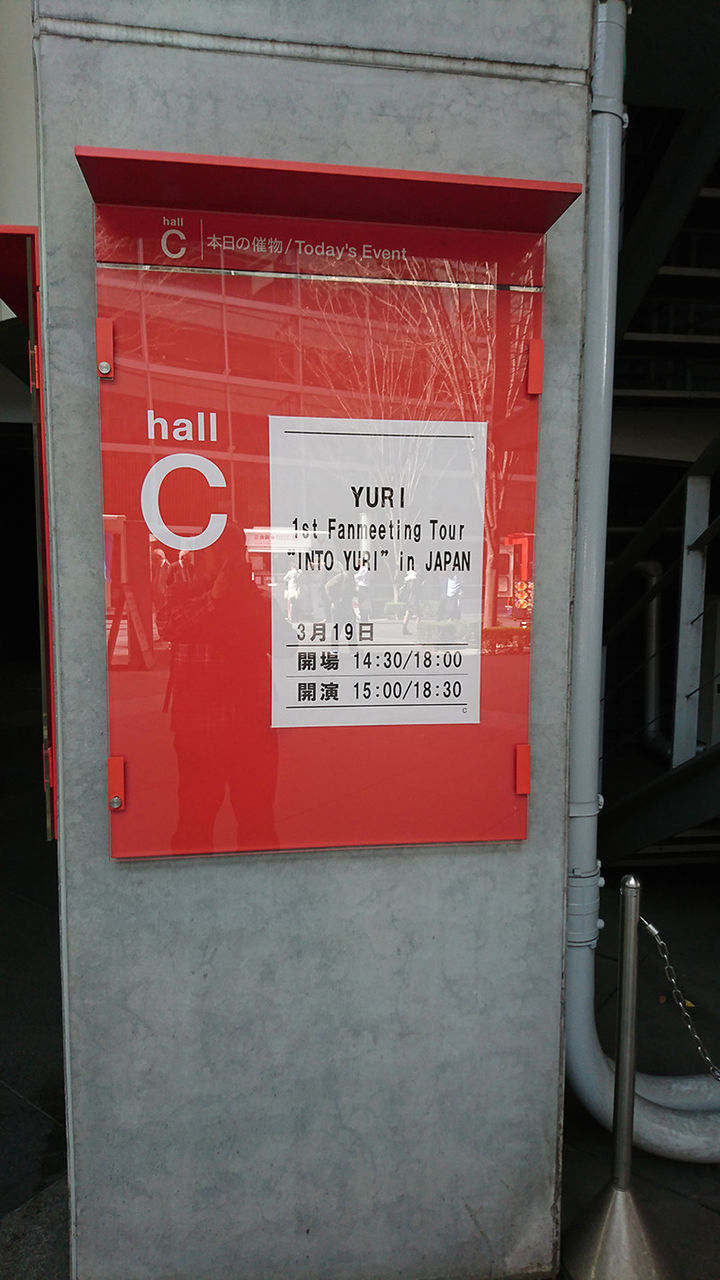 hall
C
本日の催物/Today's Event
hall
C
YURI
1st Fanmeeting Tour
"INTO YURI" in JAPAN
3月19日
開場 14:30/18:00
開演 15:00/18:30
C